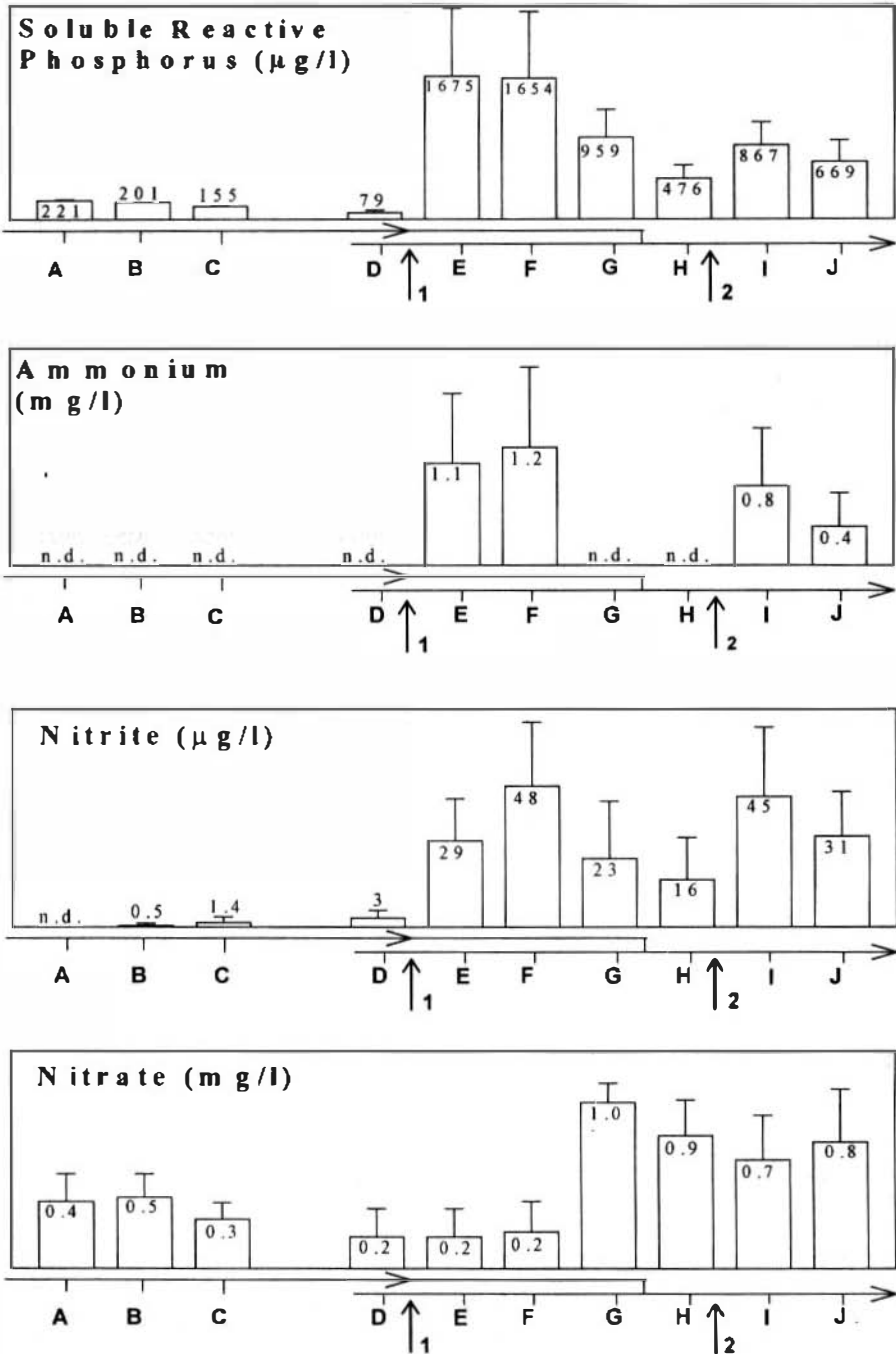 Soluble Reactive
Phosphorus (µg/l)
221 201 155 79 1675 1654 959 476 867 669
A B C D E F G H I J
1 2
Ammonium
(mg/l)
n.d. n.d. n.d. n.d. 1.1 1.2 n.d. n.d. 0.8 0.4
A B C D E F G H I J
1 2
Nitrite (µg/l)
n.d. 0.5 1.4 3 29 48 23 16 45 31
A B C D E F G H I J
1 2
Nitrate (mg/l)
0.4 0.5 0.3 0.2 0.2 0.2 1.0 0.9 0.7 0.8
A B C D E F G H I J
1 2